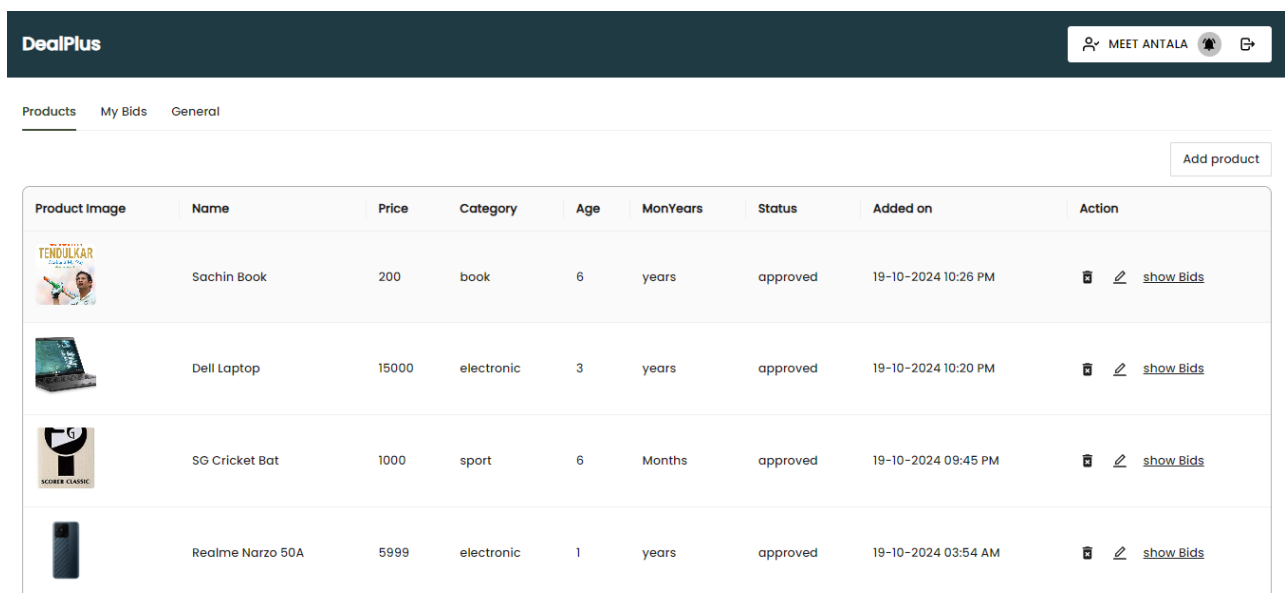 DealPlus
MEET ANTALA
Products My Bids General
Add product
Product Image Name Price Category Age MonYears Status Added on Action
TENDULKAR
Sachin Book 200 book 6 years approved 19-10-2024 10:26 PM show Bids
Dell Laptop 15000 electronic 3 years approved 19-10-2024 10:20 PM show Bids
G
SG Cricket Bat 1000 sport 6 Months approved 19-10-2024 09:45 PM show Bids
SCORER CLASSIC
Realme Narzo 50A 5999 electronic 1 years approved 19-10-2024 03:54 AM show Bids